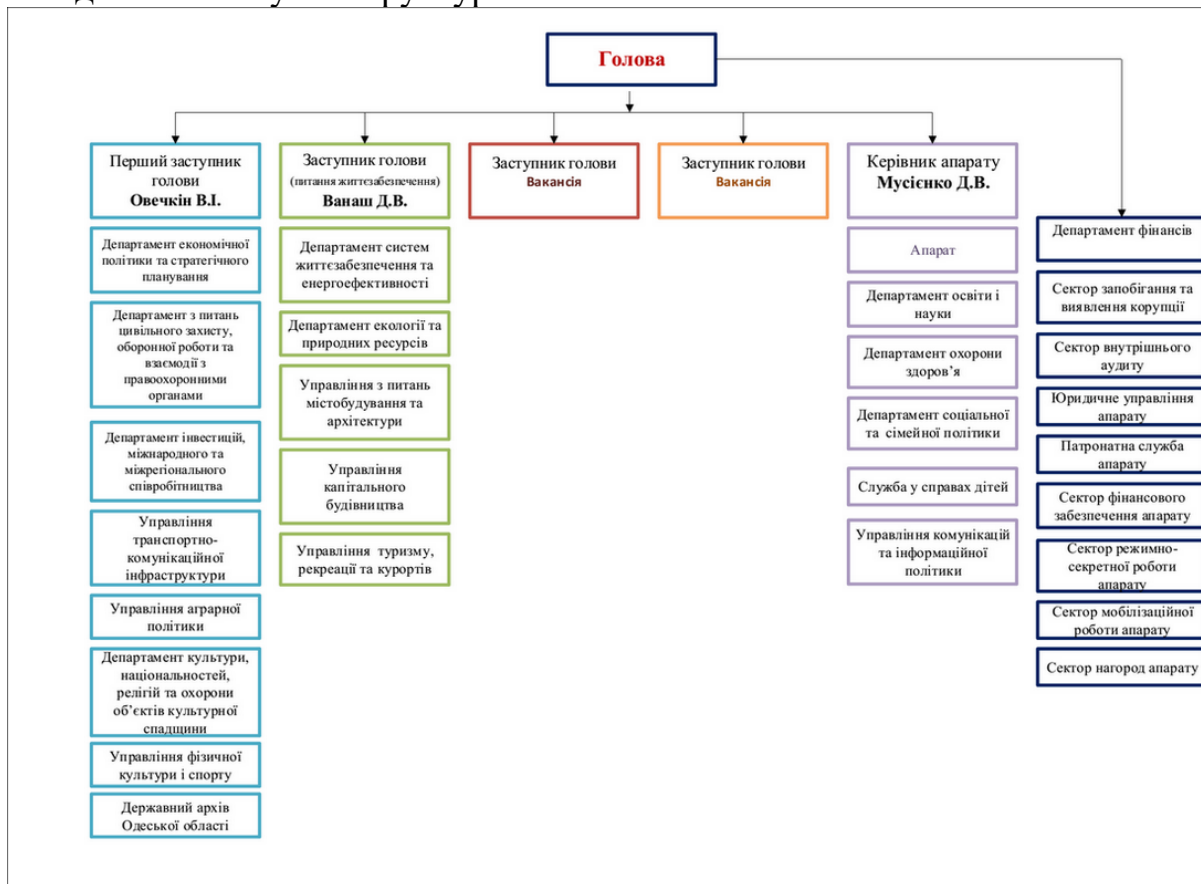 Голова
Перший заступник
голови
Овечкін В.І.
Заступник голови
(питання життєзабезпечення)
Ванаш Д.В.
Заступник голови
Вакансія
Заступник голови
Вакансія
Керівник апарату
Мусієнко Д.В.
Департамент економічної
політики та стратегічного
планування
Департамент з питань
цивільного захисту,
оборонної роботи та
взаємодії з
правоохоронними
органами
Департамент інвестицій,
міжнародного та
міжрегіонального
співробітництва
Управління
транспортно-
комунікаційної
інфраструктури
Управління аграрної
політики
Департамент культури,
національностей,
релігій та охорони
об’єктів культурної
спадщини
Управління фізичної
культури і спорту
Державний архів
Одеської області
Департамент систем
життєзабезпечення та
енергоефективності
Департамент екології та
природних ресурсів
Управління з питань
містобудування та
архітектури
Управління
капітального
будівництва
Управління туризму,
рекреації та курортів
Апарат
Департамент освіти і
науки
Департамент охорони
здоров’я
Департамент соціальної
та сімейної політики
Служба у справах дітей
Управління комунікацій
та інформаційної
політики
Департамент фінансів
Сектор запобігання та
виявлення корупції
Сектор внутрішнього
аудиту
Юридичне управління
апарату
Патронатна служба
апарату
Сектор фінансового
забезпечення апарату
Сектор режимно-
секретної роботи
апарату
Сектор мобілізаційної
роботи апарату
Сектор нагород апарату